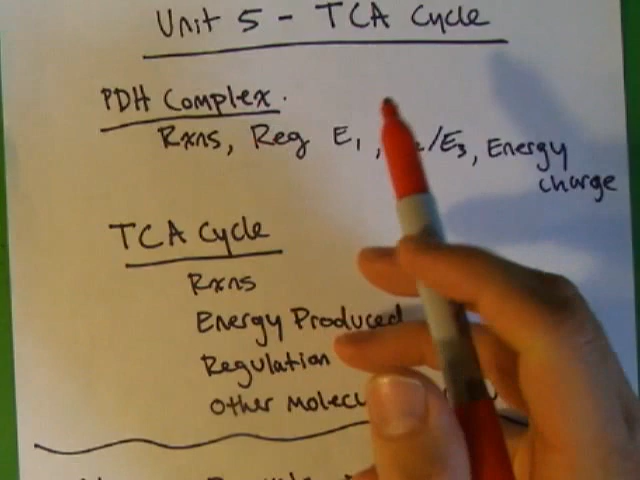 Unit 5 - TCA Cycle
PDH Complex.
Rxns, Reg E1, /E3, Energy
charge
TCA Cycle
Rxns
Energy Produced
Regulation
Other